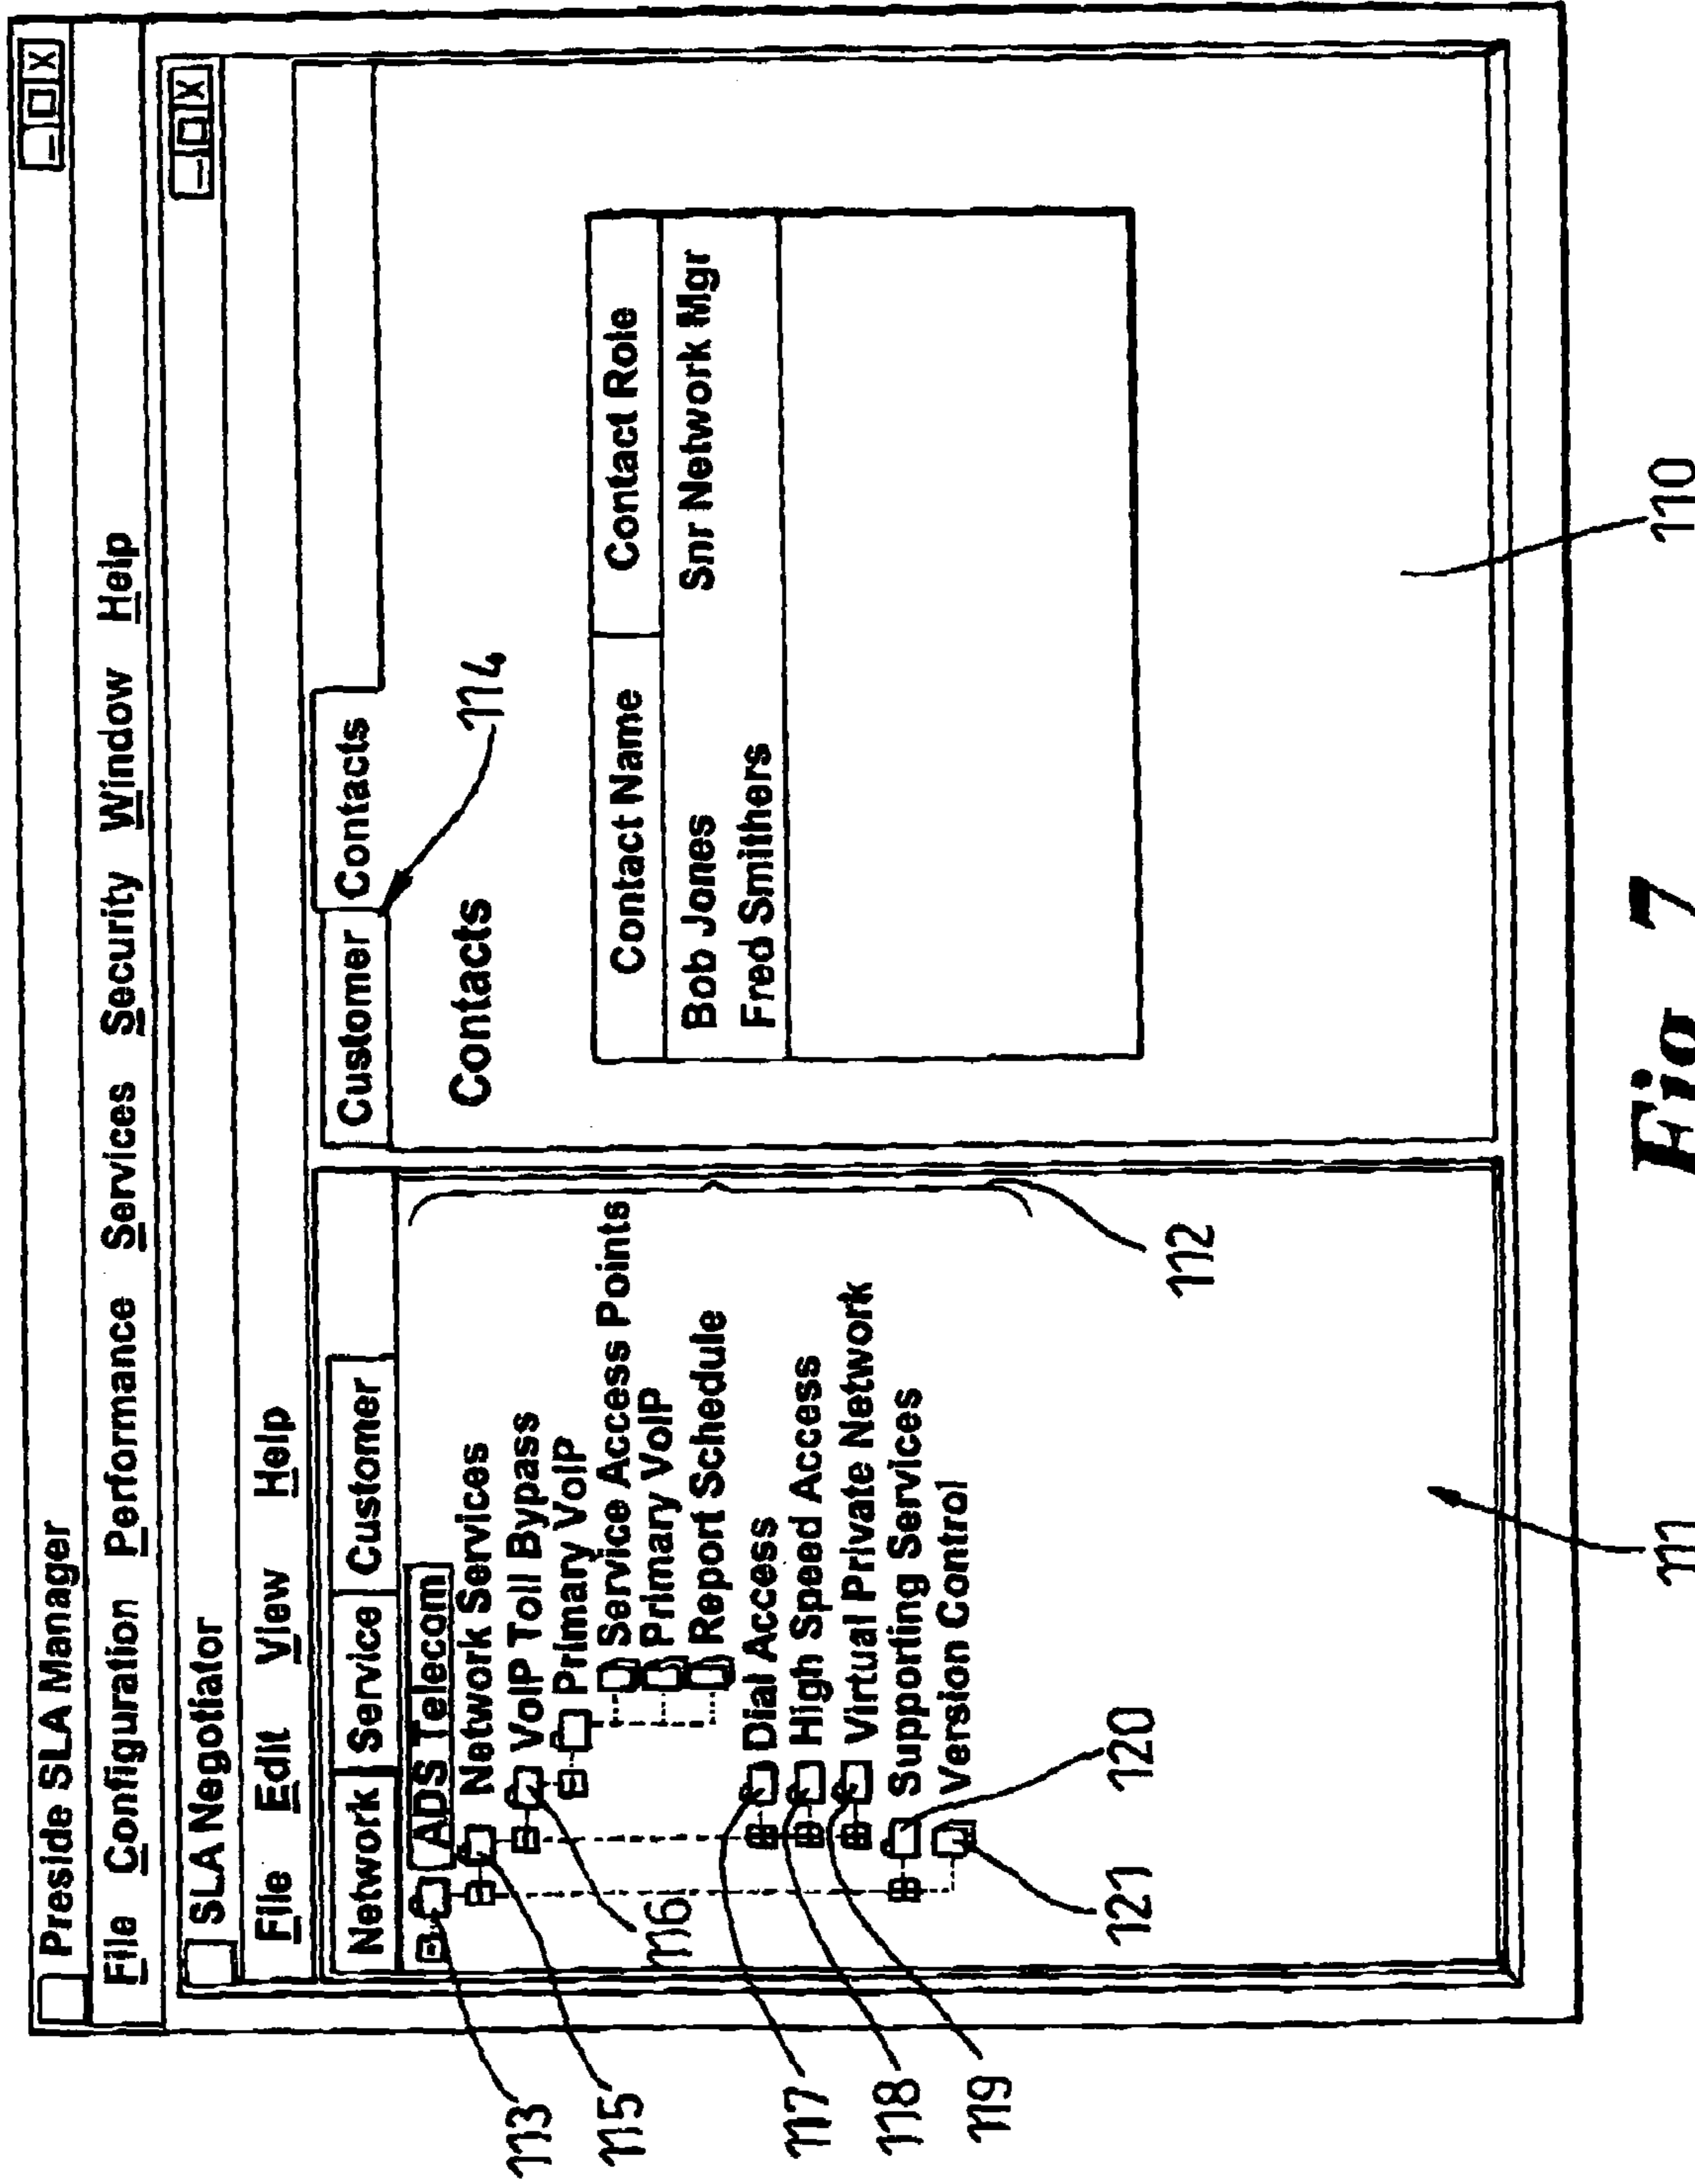 Preside SLA Manager
File Configuration Performance Services Security Window Help
SLA Negotiator
File Edit View Help
Network Service Customer
ADS Telecom
Network Services
VoIP Toll Bypass
Primary VoIP
Service Access Points
Primary VoIP
Report Schedule
Dial Access
High Speed Access
Virtual Private Network
Supporting Services
Version Control
Customer Contacts
Contacts
Contact Name Contact Role
Bob Jones Snr Network Mgr
Fred Smithers
113
115
116
117
118
119
121
120
112
114
111
110
Fig 7